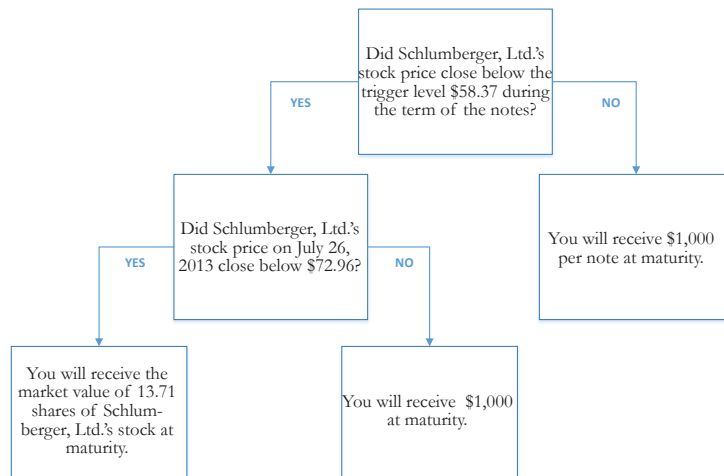 Did Schlumberger, Ltd.'s
stock price close below the
trigger level $58.37 during
the term of the notes?
YES
NO
Did Schlumberger, Ltd.'s
stock price on July 26,
2013 close below $72.96?
You will receive $1,000
per note at maturity.
YES
NO
You will receive the
market value of 13.71
shares of Schlum-
berger, Ltd.'s stock at
maturity.
You will receive $1,000
at maturity.